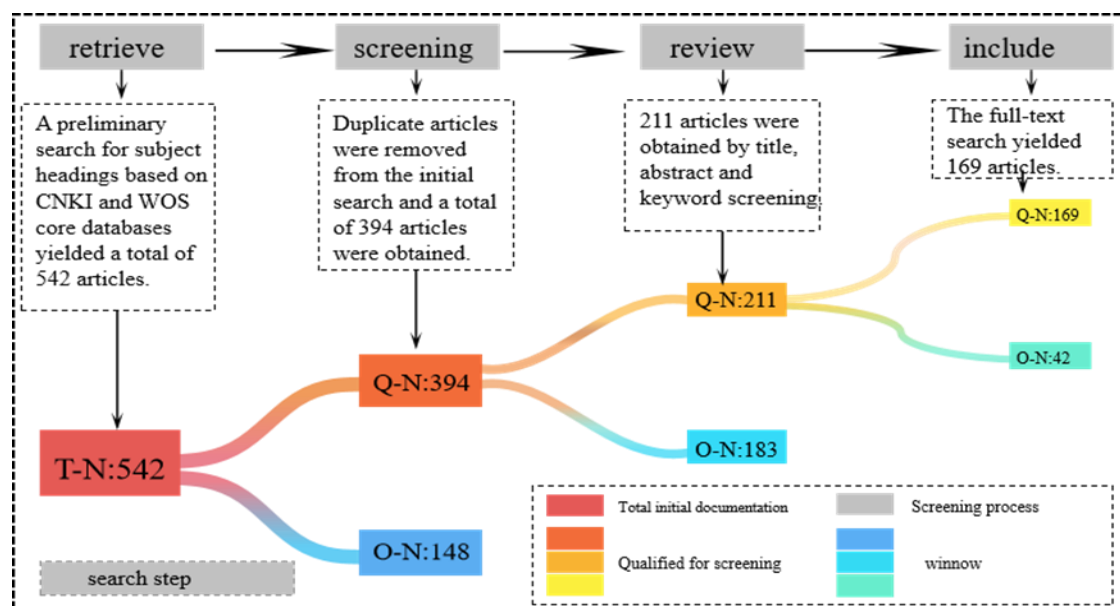 retrieve
screening
review
include
A preliminary
search for subject
headings based on
CNKI and WOS
core databases
yielded a total of
542 articles.
Duplicate articles
were removed
from the initial
search and a total
of 394 articles
were obtained.
211 articles were
obtained by title,
abstract and
keyword screening.
The full-text
search yielded
169 articles.
Q-N:169
Q-N:211
O-N:42
Q-N:394
O-N:183
T-N:542
O-N:148
search step
Total initial documentation
Screening process
Qualified for screening
winnow